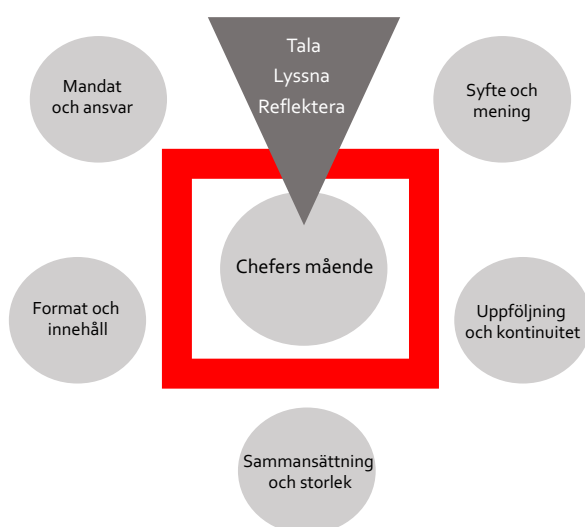 Tala
Lyssna
Reflektera
Mandat
och ansvar
Syfte och
mening
Chefers mående
Format och
innehåll
Uppföljning
och kontinuitet
Sammansättning
och storlek